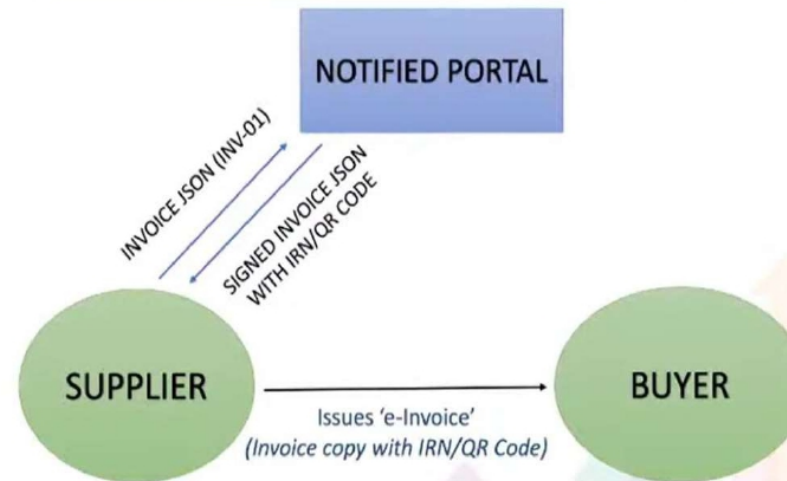 NOTIFIED PORTAL
INVOICE JSON (INV-01)
SIGNED INVOICE JSON
WITH IRN/QR CODE
SUPPLIER
BUYER
Issues ‘e-Invoice’
(Invoice copy with IRN/QR Code)